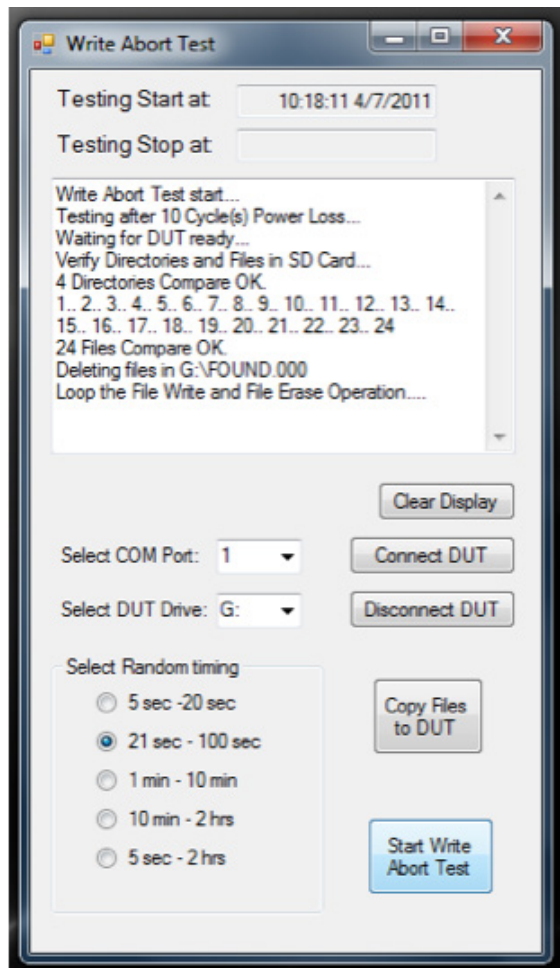 Write Abort Test
Testing Start at:
10:18:11 4/7/2011
Testing Stop at:
Write Abort Test start...
Testing after 10 Cycle(s) Power Loss...
Waiting for DUT ready...
Verify Directories and Files in SD Card...
4 Directories Compare OK.
1.. 2.. 3.. 4.. 5.. 6.. 7.. 8.. 9.. 10.. 11.. 12.. 13.. 14..
15.. 16.. 17.. 18.. 19.. 20.. 21.. 22.. 23.. 24
24 Files Compare OK.
Deleting files in G:\FOUND.000
Loop the File Write and File Erase Operation....
Clear Display
Select COM Port: 1
Connect DUT
Select DUT Drive: G:
Disconnect DUT
Select Random timing
5 sec -20 sec
21 sec - 100 sec
1 min - 10 min
10 min - 2 hrs
5 sec - 2 hrs
Copy Files
to DUT
Start Write
Abort Test